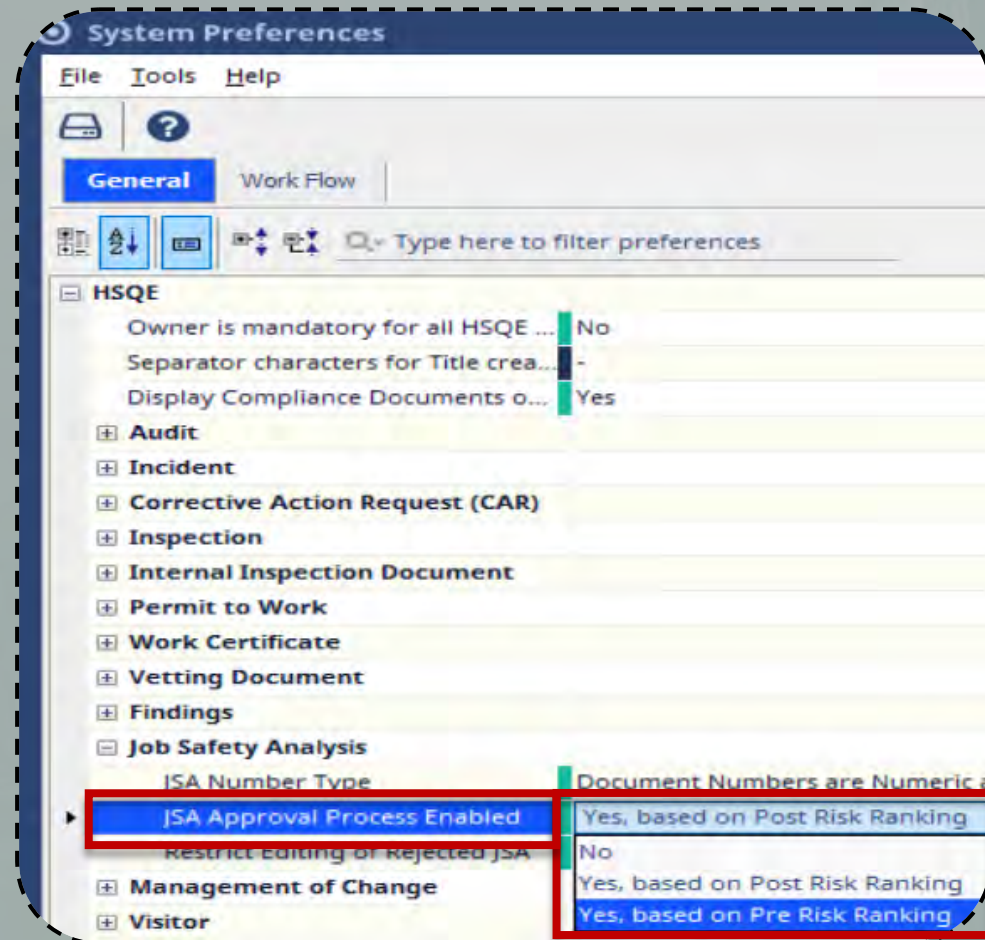 System Preferences
File Tools Help
General Work Flow
Type here to filter preferences
HSQE
Owner is mandatory for all HSQE ... No
Separator characters for Title crea... -
Display Compliance Documents o... Yes
Audit
Incident
Corrective Action Request (CAR)
Inspection
Internal Inspection Document
Permit to Work
Work Certificate
Vetting Document
Findings
Job Safety Analysis
JSA Number Type Document Numbers are Numeric a
JSA Approval Process Enabled Yes, based on Post Risk Ranking
Restrict Editing of Rejected JSA No
Management of Change Yes, based on Post Risk Ranking
Visitor Yes, based on Pre Risk Ranking